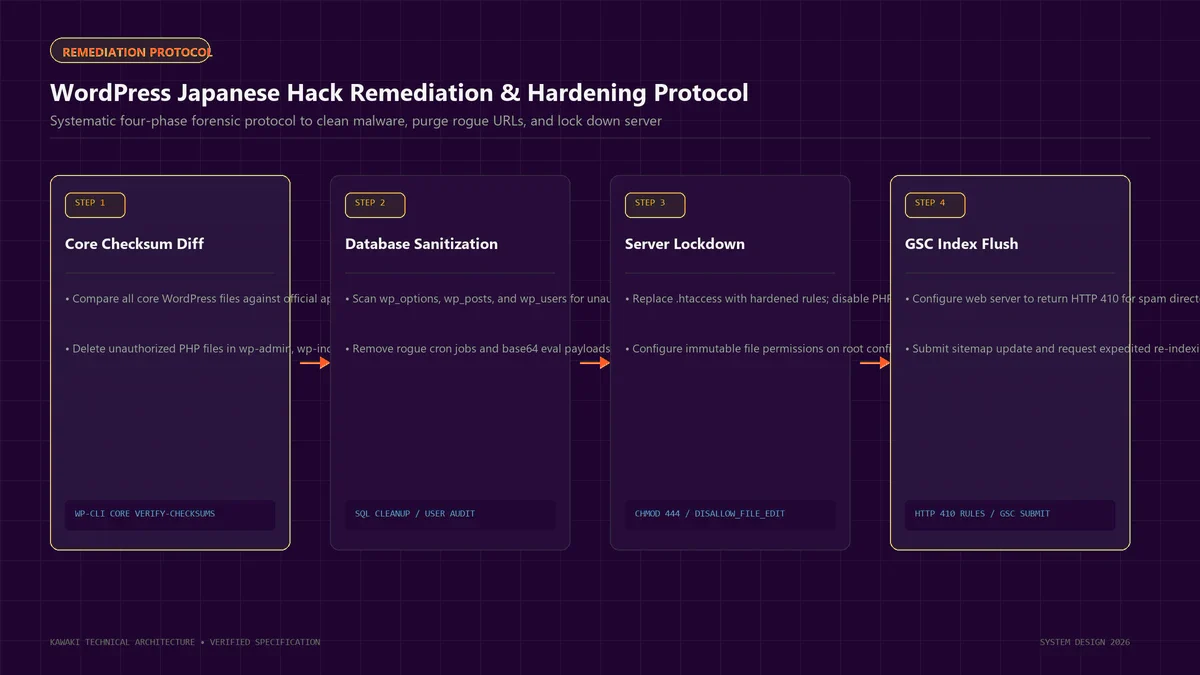 REMEDIATION PROTOCOL
WordPress Japanese Hack Remediation & Hardening Protocol
Systematic four-phase forensic protocol to clean malware, purge rogue URLs, and lock down server
STEP 1
Core Checksum Diff
• Compare all core WordPress files against official ap
• Delete unauthorized PHP files in wp-admin, wp-inc
WP-CLI CORE VERIFY-CHECKSUMS
STEP 2
Database Sanitization
• Scan wp_options, wp_posts, and wp_users for unau
• Remove rogue cron jobs and base64 eval payloads
SQL CLEANUP / USER AUDIT
STEP 3
Server Lockdown
• Replace .htaccess with hardened rules; disable PHP
• Configure immutable file permissions on root confi
CHMOD 444 / DISALLOW_FILE_EDIT
STEP 4
GSC Index Flush
• Configure web server to return HTTP 410 for spam direct
• Submit sitemap update and request expedited re-indexi
HTTP 410 RULES / GSC SUBMIT
KAWAKI TECHNICAL ARCHITECTURE • VERIFIED SPECIFICATION
SYSTEM DESIGN 2026